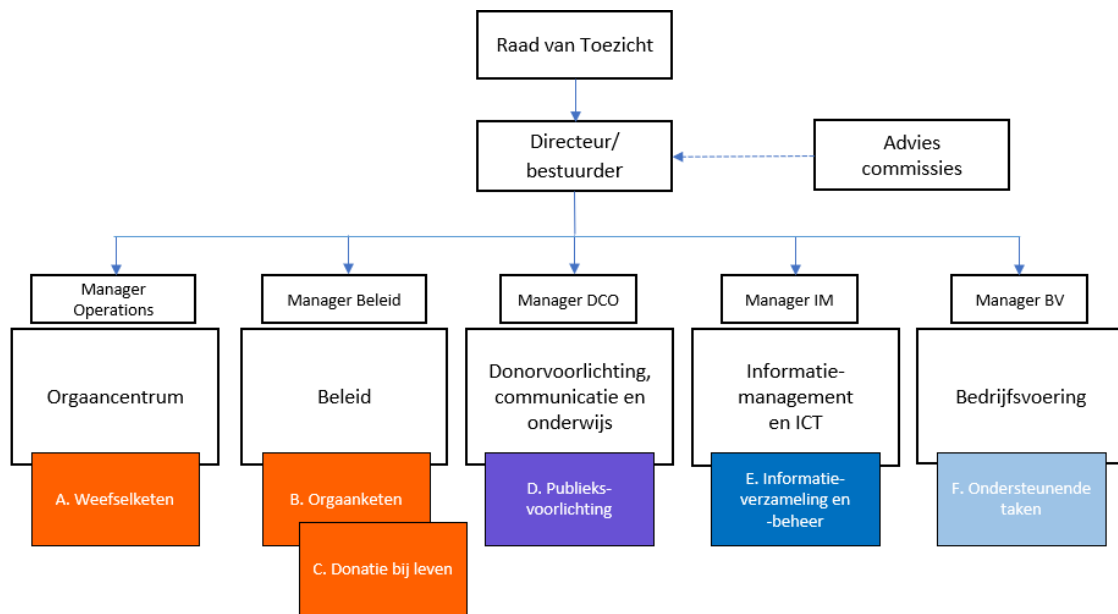 Raad van Toezicht
Directeur/
bestuurder
Advies
commissies
Manager
Operations
Manager Beleid
Manager DCO
Manager IM
Manager BV
Orgaancentrum
Beleid
Donorvoorlichting,
communicatie en
onderwijs
Informatie-
management
en ICT
Bedrijfsvoering
A. Weefselketen
B. Orgaanketen
C. Donatie bij leven
D. Publieks-
voorlichting
E. Informatie-
verzameling en
-beheer
F. Ondersteunende
taken